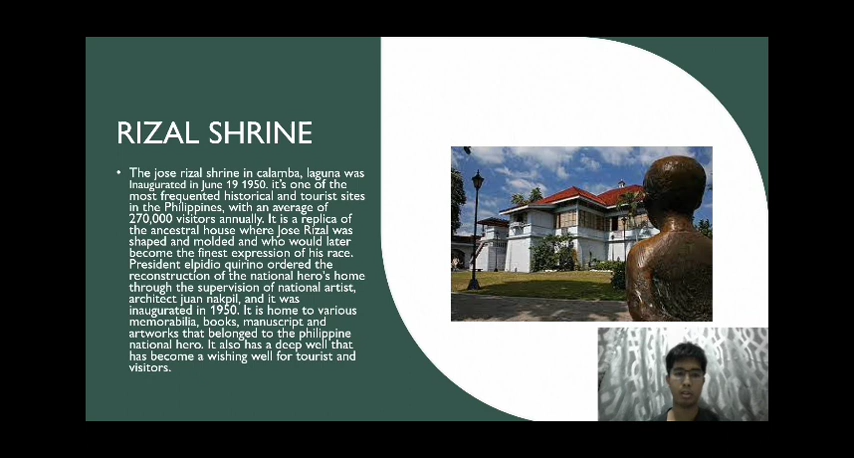 RIZAL SHRINE
• The jose rizal shrine in calamba, laguna was
Inaugurated in June 19 1950. it's one of the
most frequented historical and tourist sites
in the Philippines, with an average of
270,000 visitors annually. It is a replica of
the ancestral house where Jose Rizal was
shaped and molded and who would later
become the finest expression of his race.
President elpidio quirino ordered the
reconstruction of the national hero's home
through the supervision of national artist,
architect juan nakpil, and it was
inaugurated in 1950. It is home to various
memorabilia, books, manuscript and
artworks that belonged to the philippine
national hero. It also has a deep well that
has become a wishing well for tourist and
visitors.